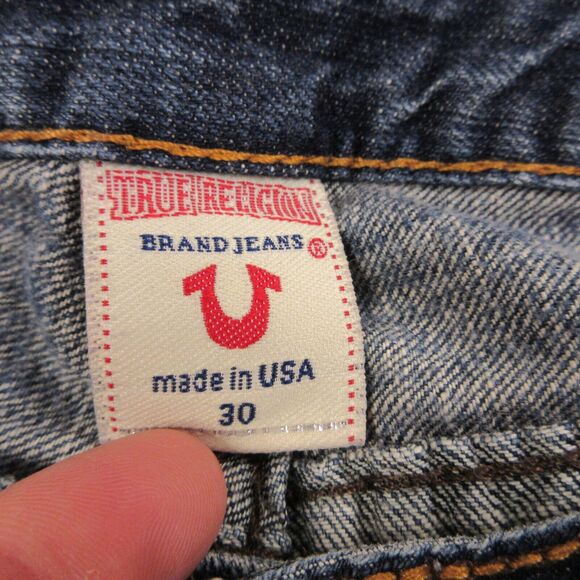 TRUE RELIGION
BRAND JEANS ®
made in USA
30